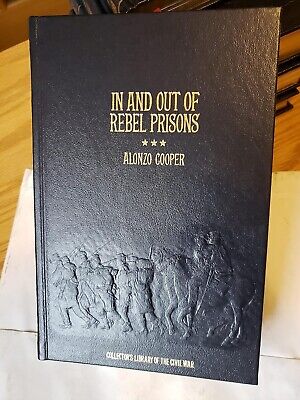 IN AND OUT OF
REBEL PRISONS
★★★
ALONZO COOPER
COLLECTOR'S LIBRARY OF THE CIVIL WAR